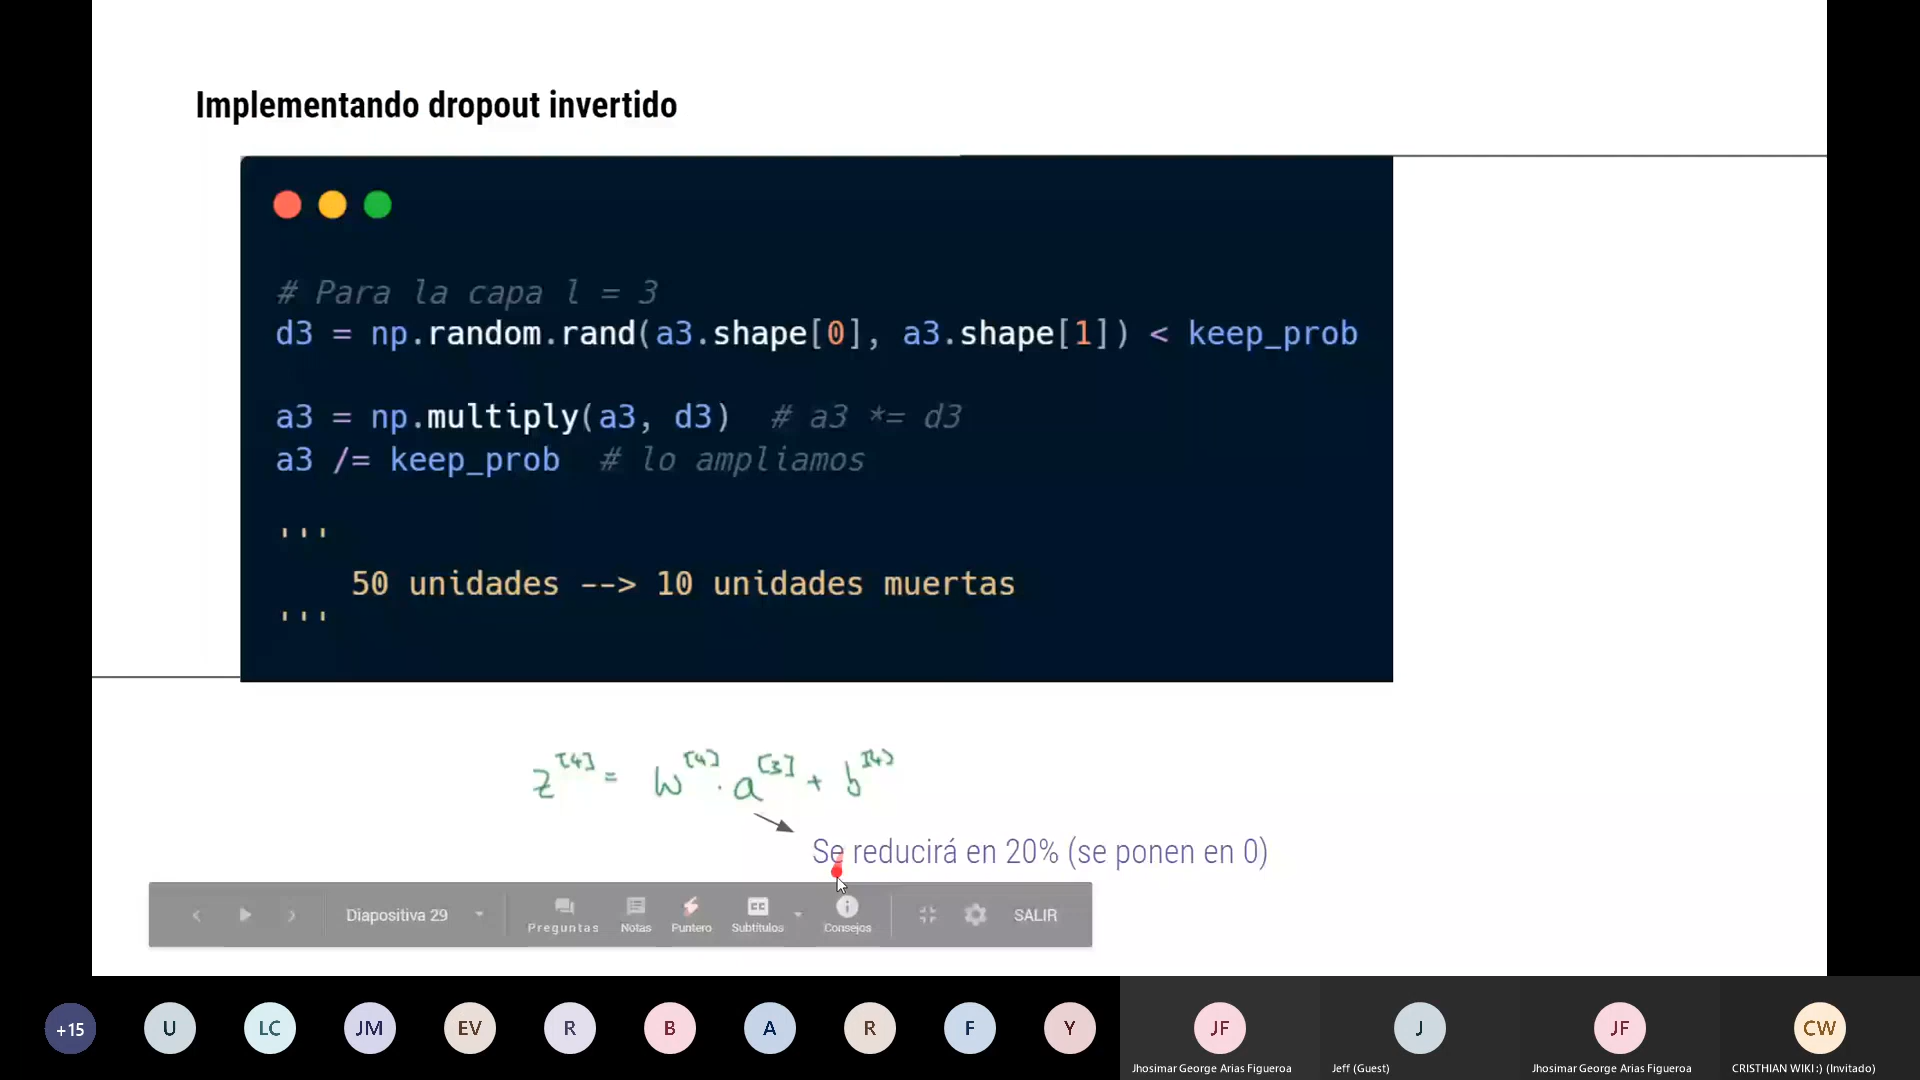 Implementando dropout invertido
# Para la capa l = 3
d3 = np.random.rand(a3.shape[0], a3.shape[1]) < keep_prob
a3 = np.multiply(a3, d3)  # a3 *= d3
a3 /= keep_prob  # lo ampliamos
'''
50 unidades --> 10 unidades muertas
'''
z[4] = W[4] . a[3] + b[4]
Se reducirá en 20% (se ponen en 0)
Diapositiva 29
Preguntas
Notas
Puntero
CC
Subtítulos
Consejos
SALIR
+15 U LC JM EV R B A R F Y JF J JF CW
Jhosimar George Arias Figueroa Jeff (Guest) Jhosimar George Arias Figueroa CRISTHIAN WIKI :) (Invitado)